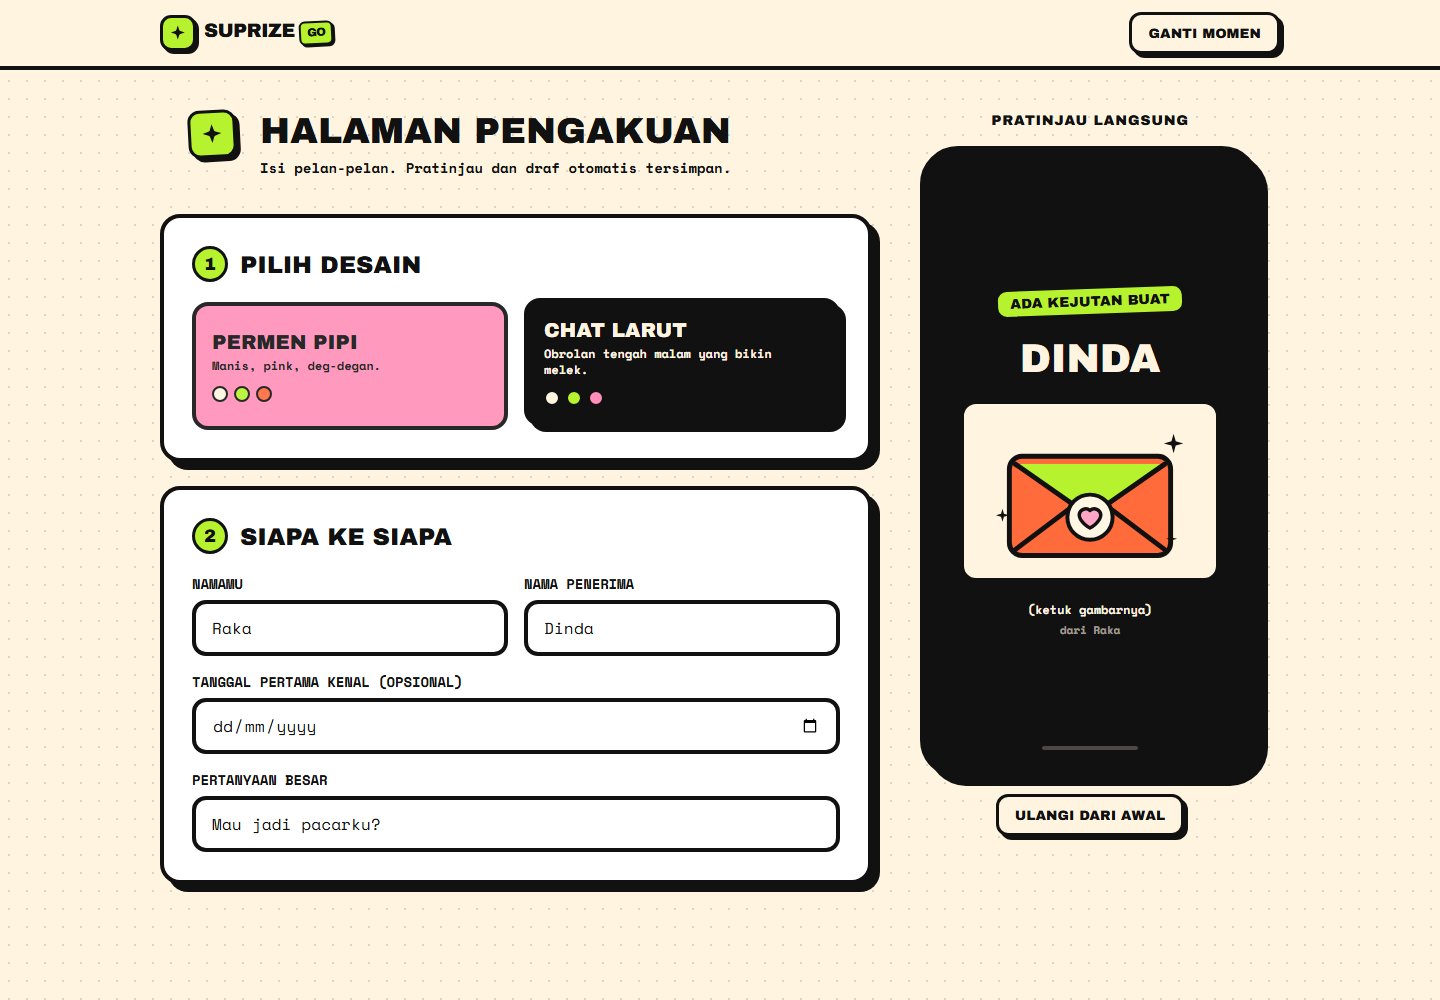 SUPRIZE GO
GANTI MOMEN
HALAMAN PENGAKUAN
Isi pelan-pelan. Pratinjau dan draf otomatis tersimpan.
1 PILIH DESAIN
PERMEN PIPI
Manis, pink, deg-degan.
CHAT LARUT
Obrolan tengah malam yang bikin
melek.
2 SIAPA KE SIAPA
NAMAMU
Raka
NAMA PENERIMA
Dinda
TANGGAL PERTAMA KENAL (OPSIONAL)
dd/mm/yyyy
PERTANYAAN BESAR
Mau jadi pacarku?
PRATINJAU LANGSUNG
ADA KEJUTAN BUAT
DINDA
(ketuk gambarnya)
dari Raka
ULANGI DARI AWAL